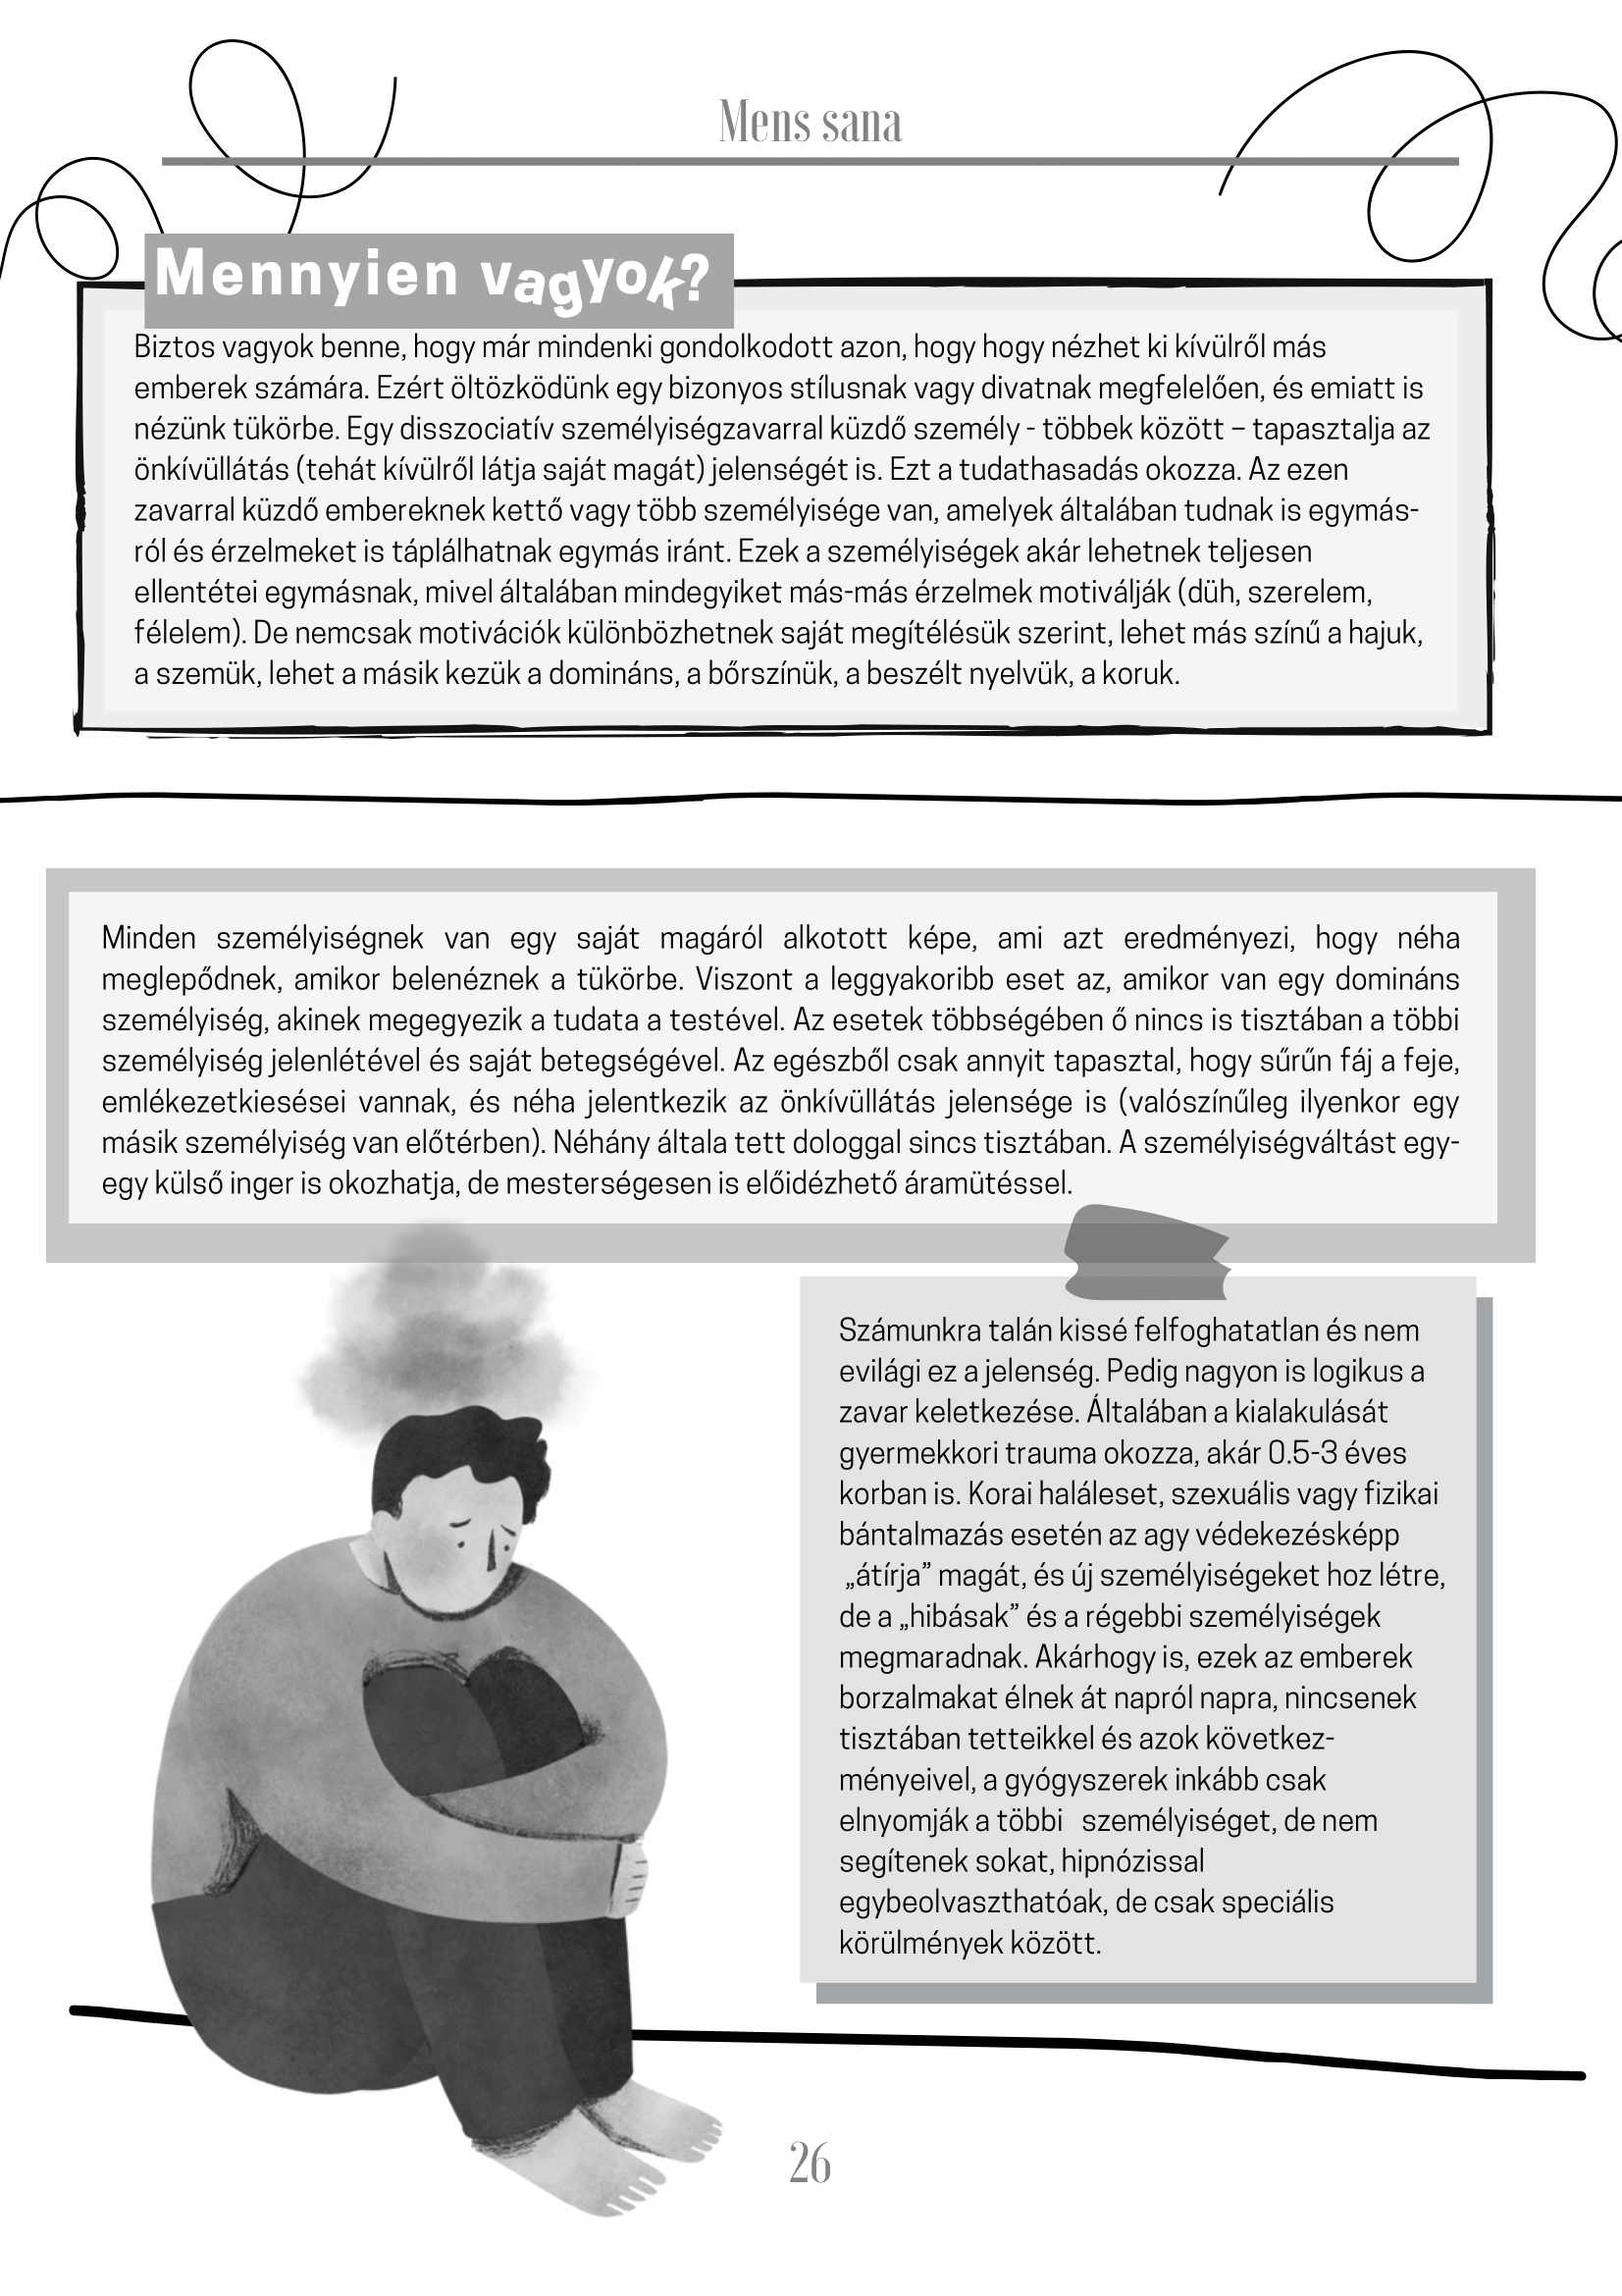 Mens sana
Mennyien vagyok?
Biztos vagyok benne, hogy már mindenki gondolkodott azon, hogy hogy nézhet ki kívülről más
emberek számára. Ezért öltözködünk egy bizonyos stílusnak vagy divatnak megfelelően, és emiatt is
nézünk tükörbe. Egy disszociatív személyiségzavarral küzdő személy - többek között – tapasztalja az
önkívüllátás (tehát kívülről látja saját magát) jelenségét is. Ezt a tudathasadás okozza. Az ezen
zavarral küzdő embereknek kettő vagy több személyisége van, amelyek általában tudnak is egymás-
ról és érzelmeket is táplálhatnak egymás iránt. Ezek a személyiségek akár lehetnek teljesen
ellentétei egymásnak, mivel általában mindegyiket más-más érzelmek motiválják (düh, szerelem,
félelem). De nemcsak motivációk különbözhetnek saját megítélésük szerint, lehet más színű a hajuk,
a szemük, lehet a másik kezük a domináns, a bőrszínük, a beszélt nyelvük, a koruk.
Minden személyiségnek van egy saját magáról alkotott képe, ami azt eredményezi, hogy néha
meglepődnek, amikor belenéznek a tükörbe. Viszont a leggyakoribb eset az, amikor van egy domináns
személyiség, akinek megegyezik a tudata a testével. Az esetek többségében ő nincs is tisztában a többi
személyiség jelenlétével és saját betegségével. Az egészből csak annyit tapasztal, hogy sűrűn fáj a feje,
emlékezetkiesései vannak, és néha jelentkezik az önkívüllátás jelensége is (valószínűleg ilyenkor egy
másik személyiség van előtérben). Néhány általa tett dologgal sincs tisztában. A személyiségváltást egy-
egy külső inger is okozhatja, de mesterségesen is előidézhető áramütéssel.
Számunkra talán kissé felfoghatatlan és nem
evilági ez a jelenség. Pedig nagyon is logikus a
zavar keletkezése. Általában a kialakulását
gyermekkori trauma okozza, akár 0.5-3 éves
korban is. Korai haláleset, szexuális vagy fizikai
bántalmazás esetén az agy védekezésképp
„átírja” magát, és új személyiségeket hoz létre,
de a „hibásak” és a régebbi személyiségek
megmaradnak. Akárhogy is, ezek az emberek
borzalmakat élnek át napról napra, nincsenek
tisztában tetteikkel és azok következ-
ményeivel, a gyógyszerek inkább csak
elnyomják a többi személyiséget, de nem
segítenek sokat, hipnózissal
egybeolvaszthatóak, de csak speciális
körülmények között.
26